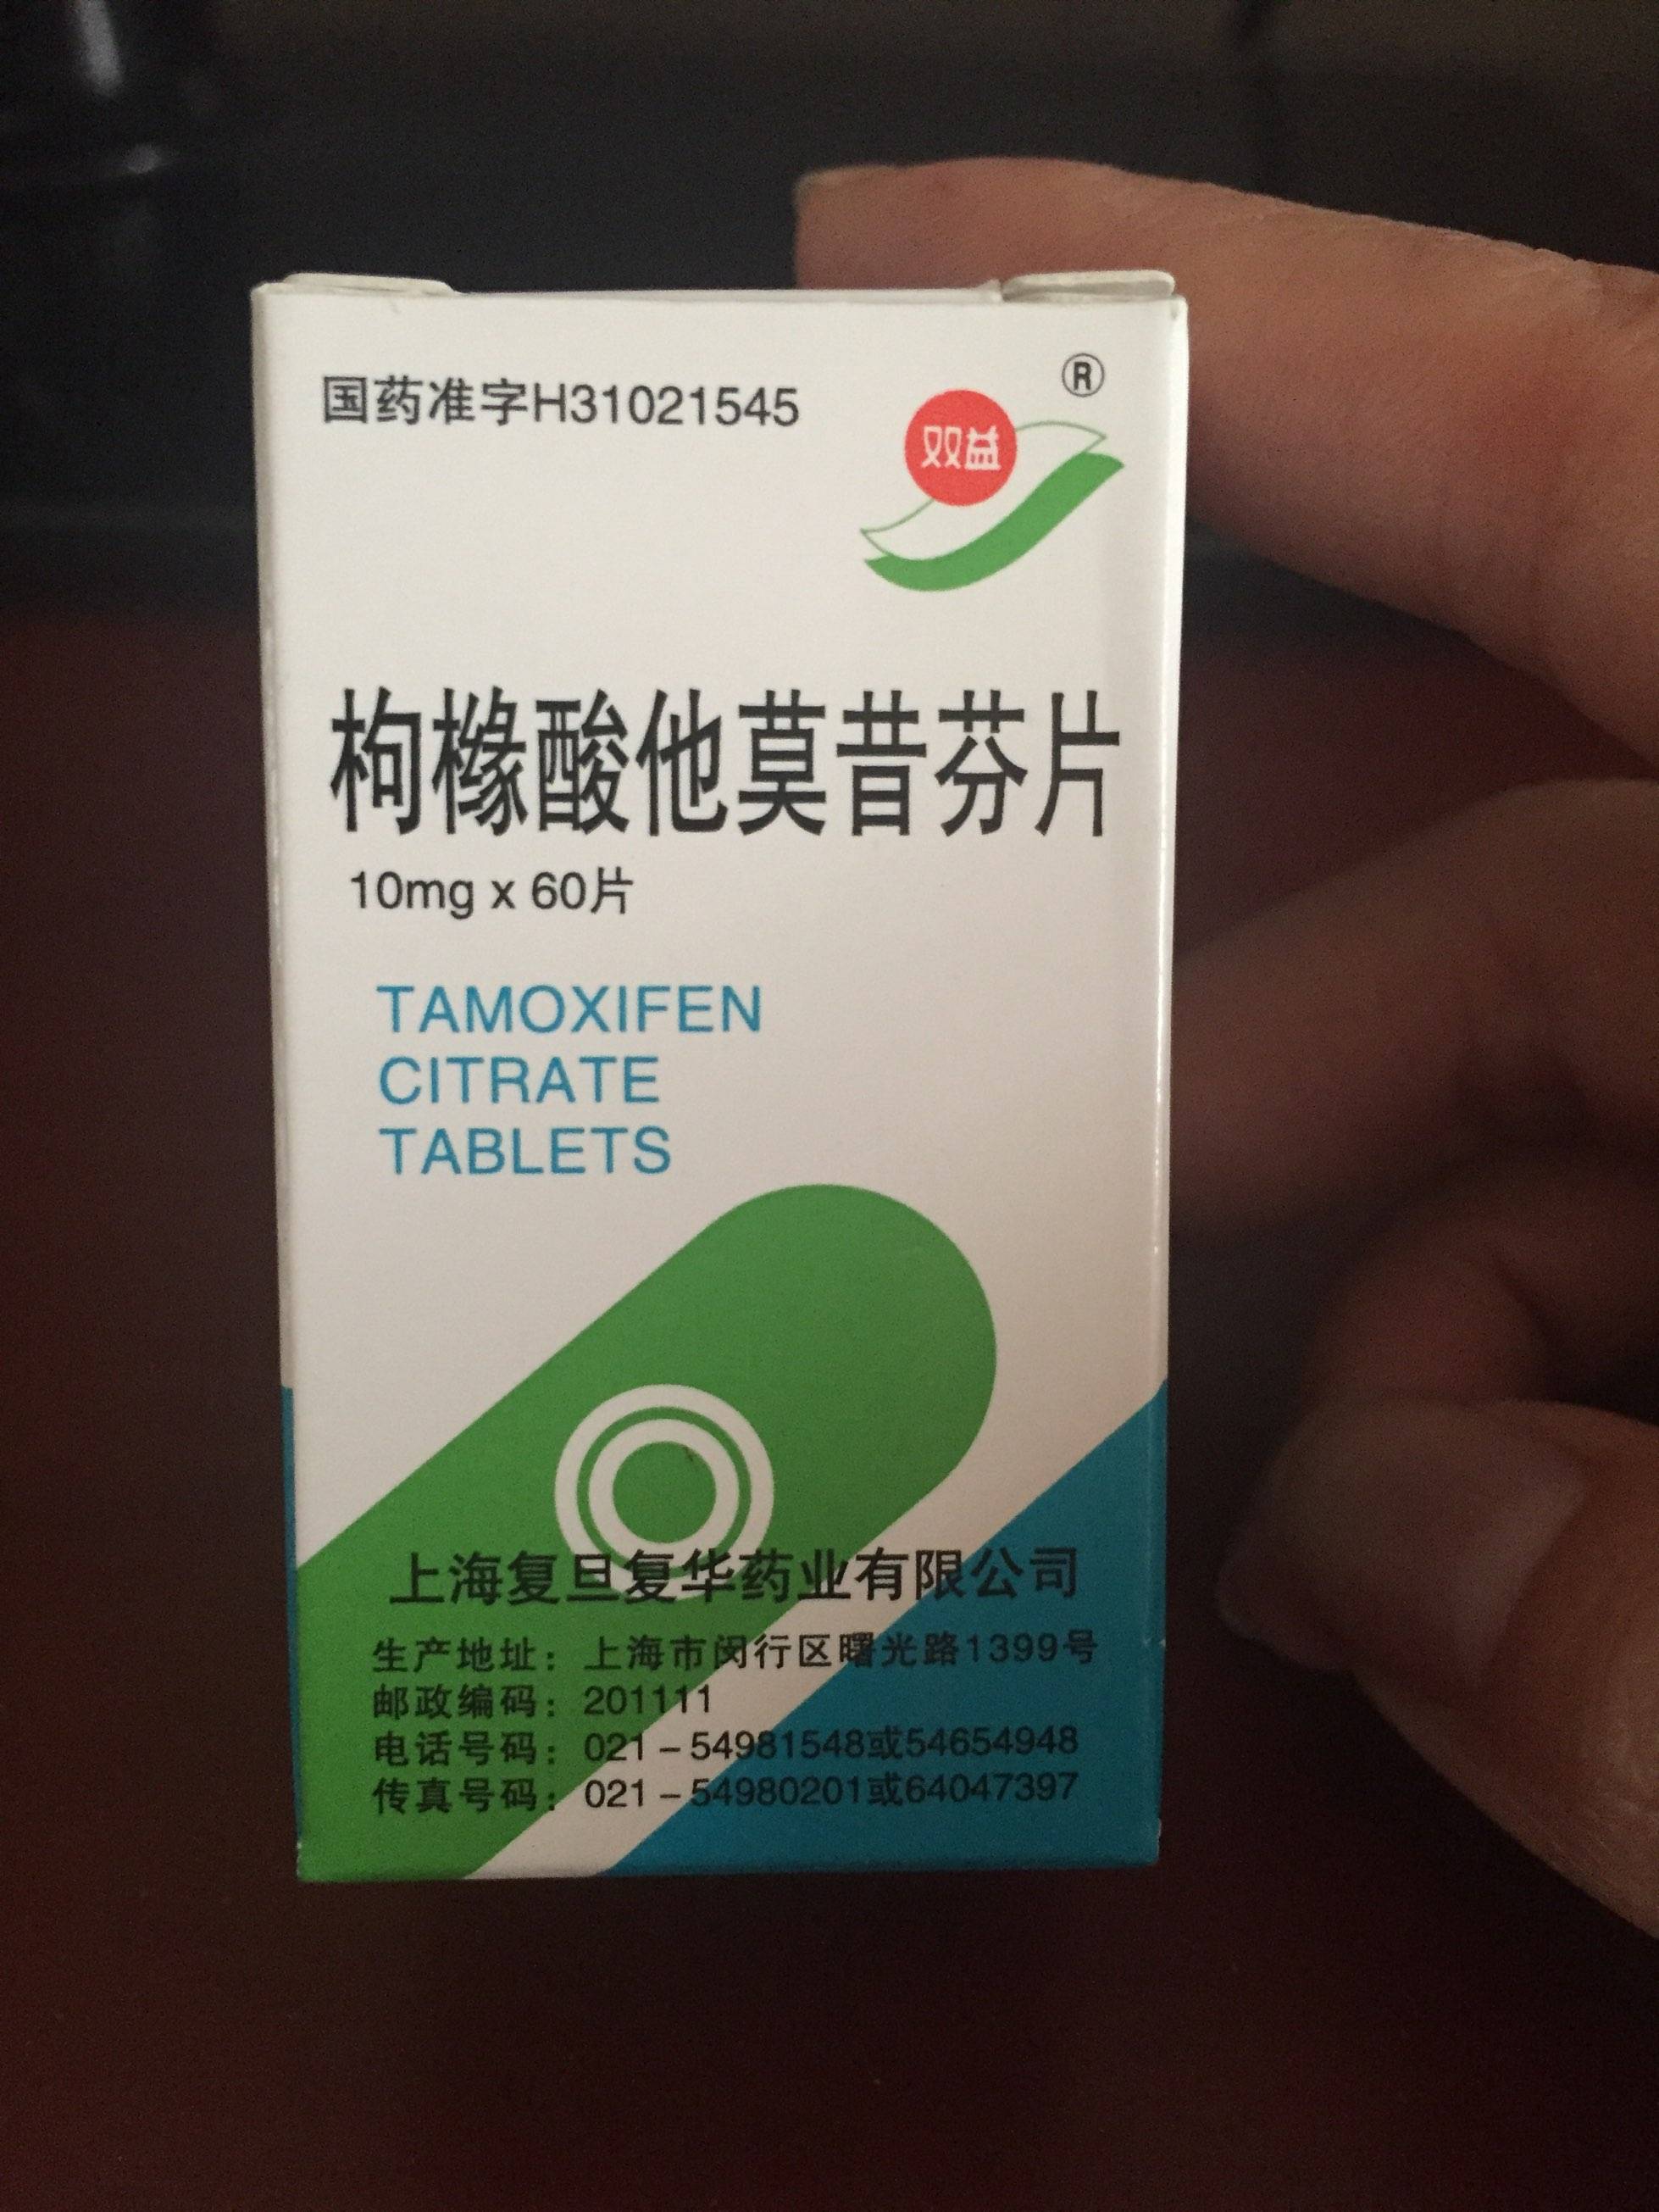 国药准字H31021545
®
双益
枸橼酸他莫昔芬片
10mg x 60片
TAMOXIFEN
CITRATE
TABLETS
上海复旦复华药业有限公司
生产地址：上海市闵行区曙光路1399号
邮政编码：201111
电话号码：021－54981548或54654948
传真号码：021－54980201或64047397